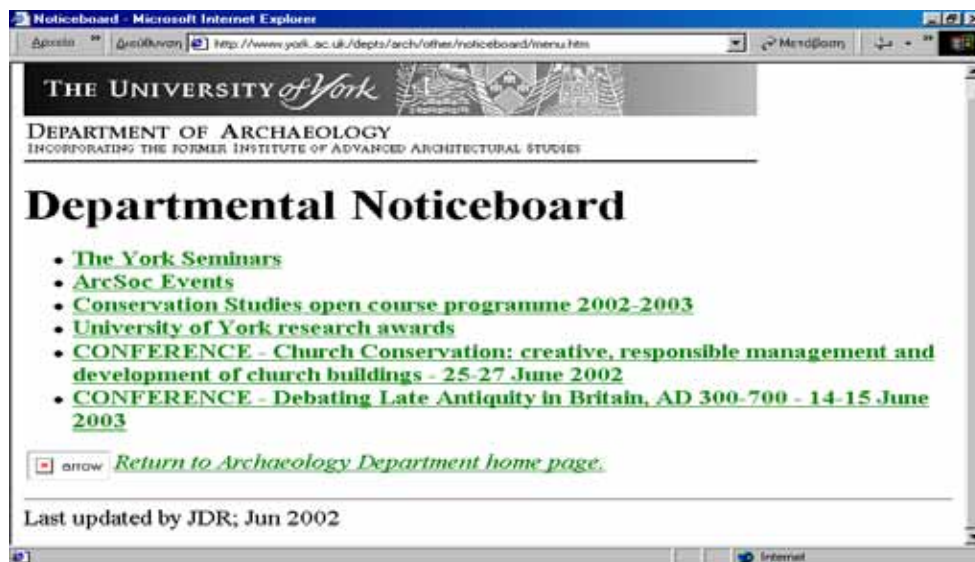 Noticeboard - Microsoft Internet Explorer
Αρχείο » Διεύθυνση http://www.york.ac.uk/depts/arch/other/noticeboard/menu.htm Μετάβαση »
THE UNIVERSITY of York
DEPARTMENT OF ARCHAEOLOGY
INCORPORATING THE FORMER INSTITUTE OF ADVANCED ARCHITECTURAL STUDIES
Departmental Noticeboard
• The York Seminars
• ArcSoc Events
• Conservation Studies open course programme 2002-2003
• University of York research awards
• CONFERENCE - Church Conservation: creative, responsible management and
development of church buildings - 25-27 June 2002
• CONFERENCE - Debating Late Antiquity in Britain, AD 300-700 - 14-15 June
2003
arrow Return to Archaeology Department home page.
Last updated by JDR; Jun 2002
Internet